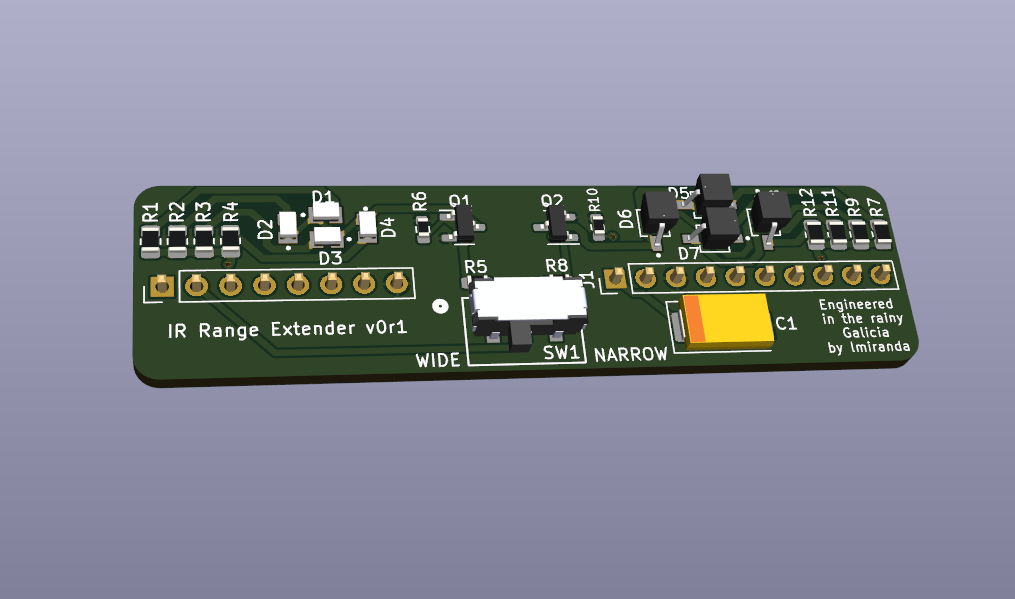 R1
R2
R3
R4
D2
D1
D3
D4
R6
Q1
Q2
R10
D6
D5
D7
R12
R11
R9
R7
R5
R8
J1
IR Range Extender v0r1
WIDE
SW1
NARROW
C1
Engineered
in the rainy
Galicia
by lmiranda